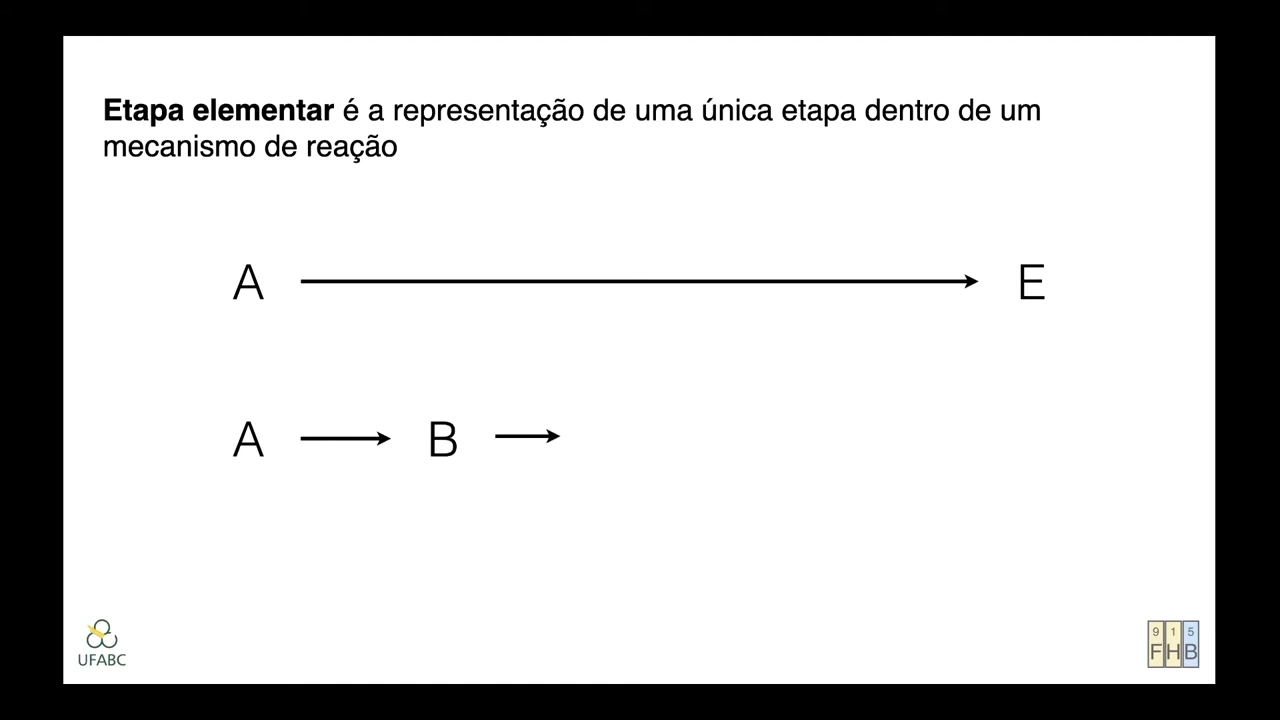 Etapa elementar é a representação de uma única etapa dentro de um
mecanismo de reação
A E
A B
UFABC
9 1 5
F H B